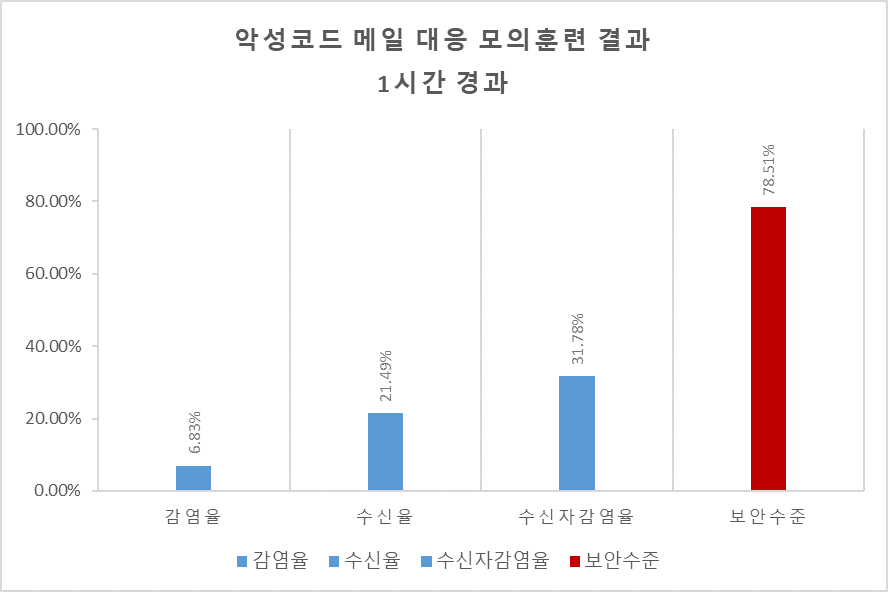 악성코드 메일 대응 모의훈련 결과
1시간 경과
100.00%
80.00%
60.00%
40.00%
20.00%
0.00%
6.83%
21.49%
31.78%
78.51%
감염율 수신율 수신자감염율 보안수준
감염율 수신율 수신자감염율 보안수준